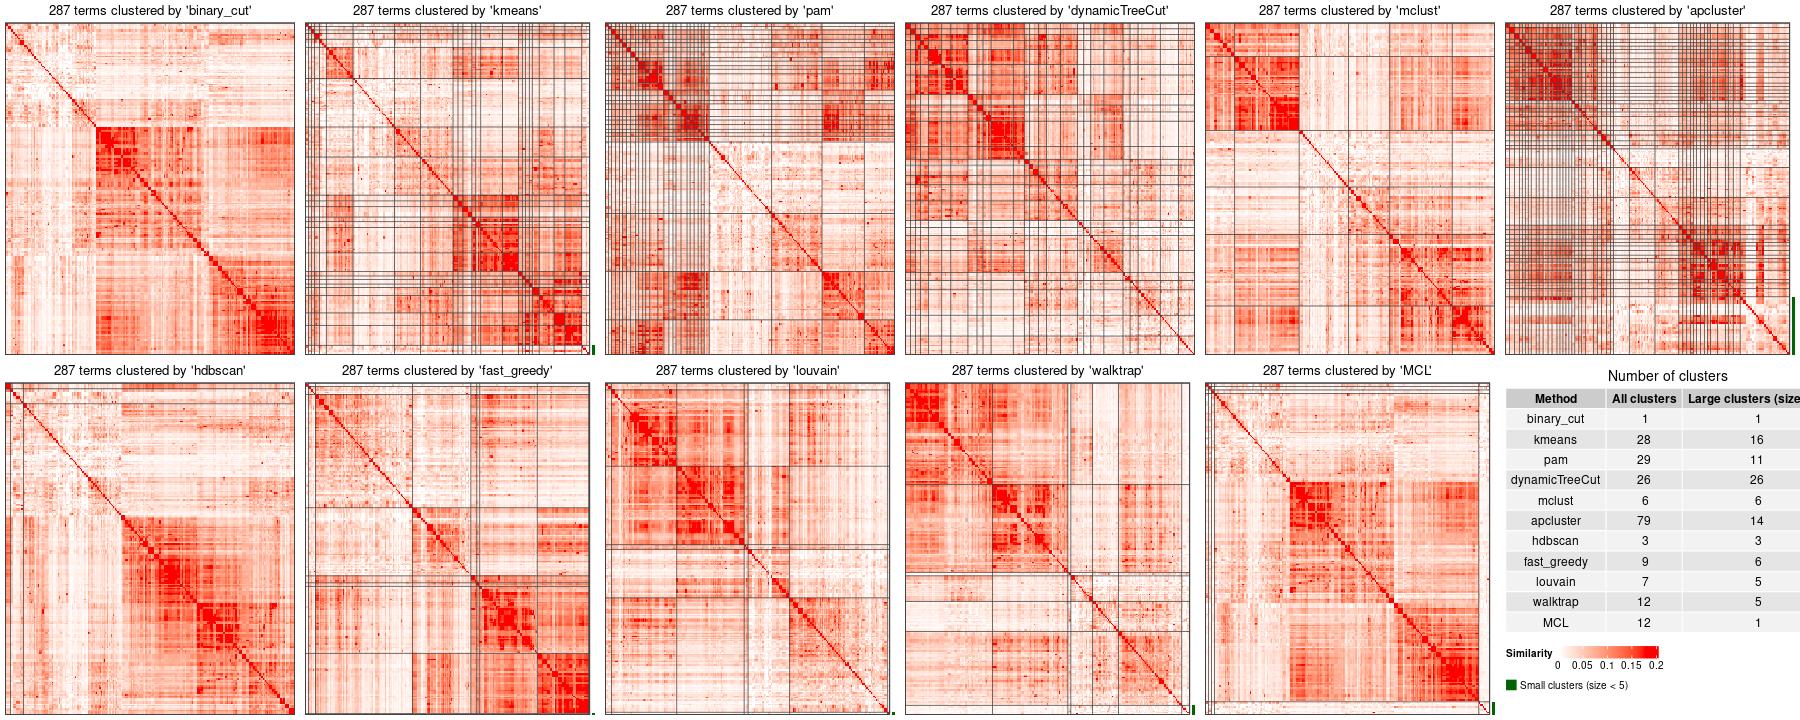 287 terms clustered by 'binary_cut'
287 terms clustered by 'kmeans'
287 terms clustered by 'pam'
287 terms clustered by 'dynamicTreeCut'
287 terms clustered by 'mclust'
287 terms clustered by 'apcluster'
287 terms clustered by 'hdbscan'
287 terms clustered by 'fast_greedy'
287 terms clustered by 'louvain'
287 terms clustered by 'walktrap'
287 terms clustered by 'MCL'
Number of clusters
Method All clusters Large clusters (size
binary_cut 1 1
kmeans 28 16
pam 29 11
dynamicTreeCut 26 26
mclust 6 6
apcluster 79 14
hdbscan 3 3
fast_greedy 9 6
louvain 7 5
walktrap 12 5
MCL 12 1
Similarity
0 0.05 0.1 0.15 0.2
Small clusters (size < 5)